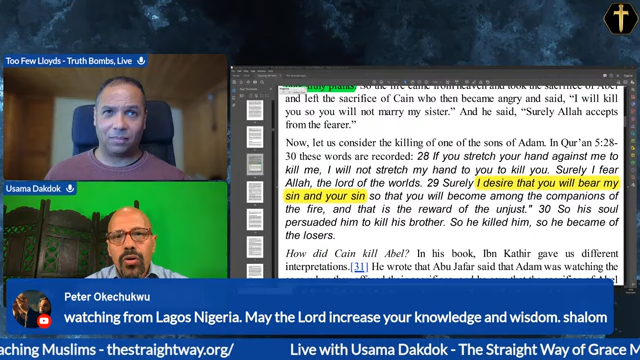 Too Few Lloyds - Truth Bombs, Live
Usama Dakdok
truly plants. So the fire came from heaven and took the sacrifice of Abel
and left the sacrifice of Cain who then became angry and said, “I will kill
you so you will not marry my sister.” And he said, “Surely Allah accepts
from the fearer.”
Now, let us consider the killing of one of the sons of Adam. In Qur’an 5:28-
30 these words are recorded: 28 If you stretch your hand against me to
kill me, I will not stretch my hand to you to kill you. Surely I fear
Allah, the lord of the worlds. 29 Surely I desire that you will bear my
sin and your sin so that you will become among the companions of
the fire, and that is the reward of the unjust." 30 So his soul
persuaded him to kill his brother. So he killed him, so he became of
the losers.
How did Cain kill Abel? In his book, Ibn Kathir gave us different
interpretations.[31] He wrote that Abu Jafar said that Adam was watching the
Peter Okechukwu
watching from Lagos Nigeria. May the Lord increase your knowledge and wisdom. shalom
aching Muslims - thestraightway.org/
Live with Usama Dakdok - The Straight Way of Grace M